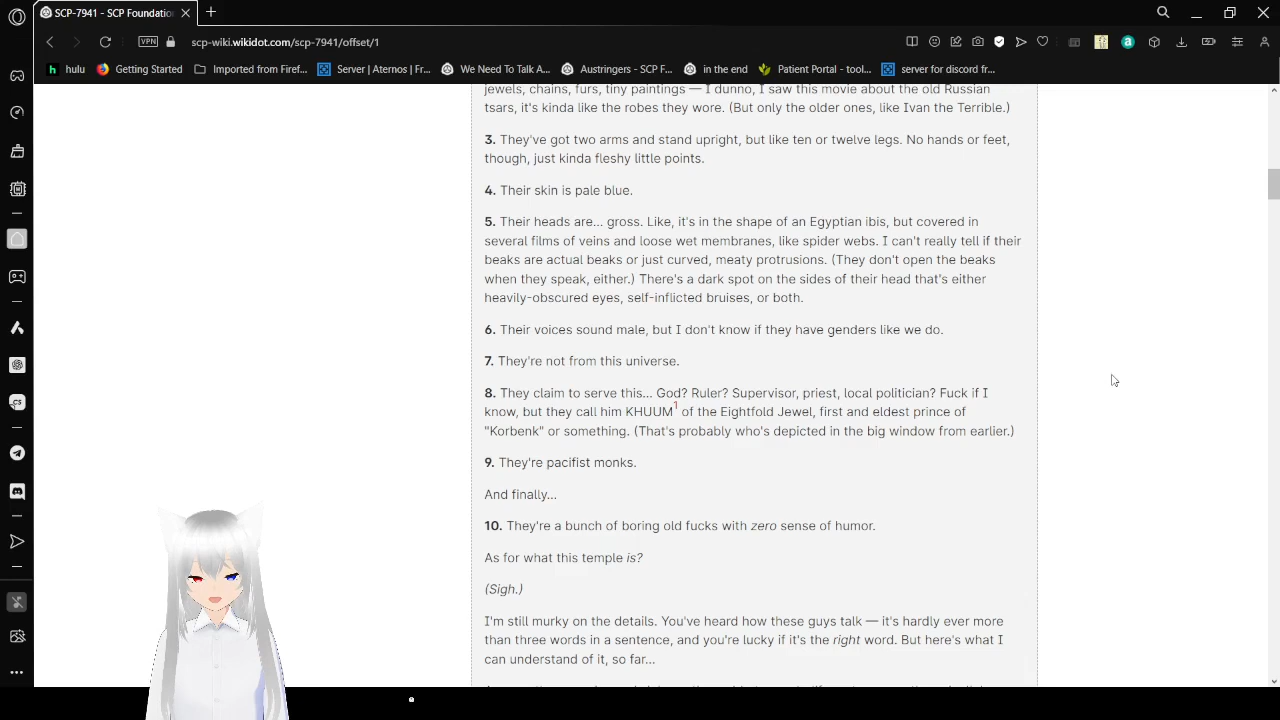 SCP-7941 - SCP Foundatio
VPN
scp-wiki.wikidot.com/scp-7941/offset/1
hulu
Getting Started
Imported from Firef...
Server | Aternos | Fr...
We Need To Talk A...
Austringers - SCP F...
in the end
Patient Portal - tool...
server for discord fr...
jewels, chains, furs, tiny paintings — I dunno, I saw this movie about the old Russian
tsars, it's kinda like the robes they wore. (But only the older ones, like Ivan the Terrible.)
3. They've got two arms and stand upright, but like ten or twelve legs. No hands or feet,
though, just kinda fleshy little points.
4. Their skin is pale blue.
5. Their heads are... gross. Like, it's in the shape of an Egyptian ibis, but covered in
several films of veins and loose wet membranes, like spider webs. I can't really tell if their
beaks are actual beaks or just curved, meaty protrusions. (They don't open the beaks
when they speak, either.) There's a dark spot on the sides of their head that's either
heavily-obscured eyes, self-inflicted bruises, or both.
6. Their voices sound male, but I don't know if they have genders like we do.
7. They're not from this universe.
8. They claim to serve this... God? Ruler? Supervisor, priest, local politician? Fuck if I
know, but they call him KHUUM1 of the Eightfold Jewel, first and eldest prince of
"Korbenk" or something. (That's probably who's depicted in the big window from earlier.)
9. They're pacifist monks.
And finally...
10. They're a bunch of boring old fucks with zero sense of humor.
As for what this temple is?
(Sigh.)
I'm still murky on the details. You've heard how these guys talk — it's hardly ever more
than three words in a sentence, and you're lucky if it's the right word. But here's what I
can understand of it, so far...